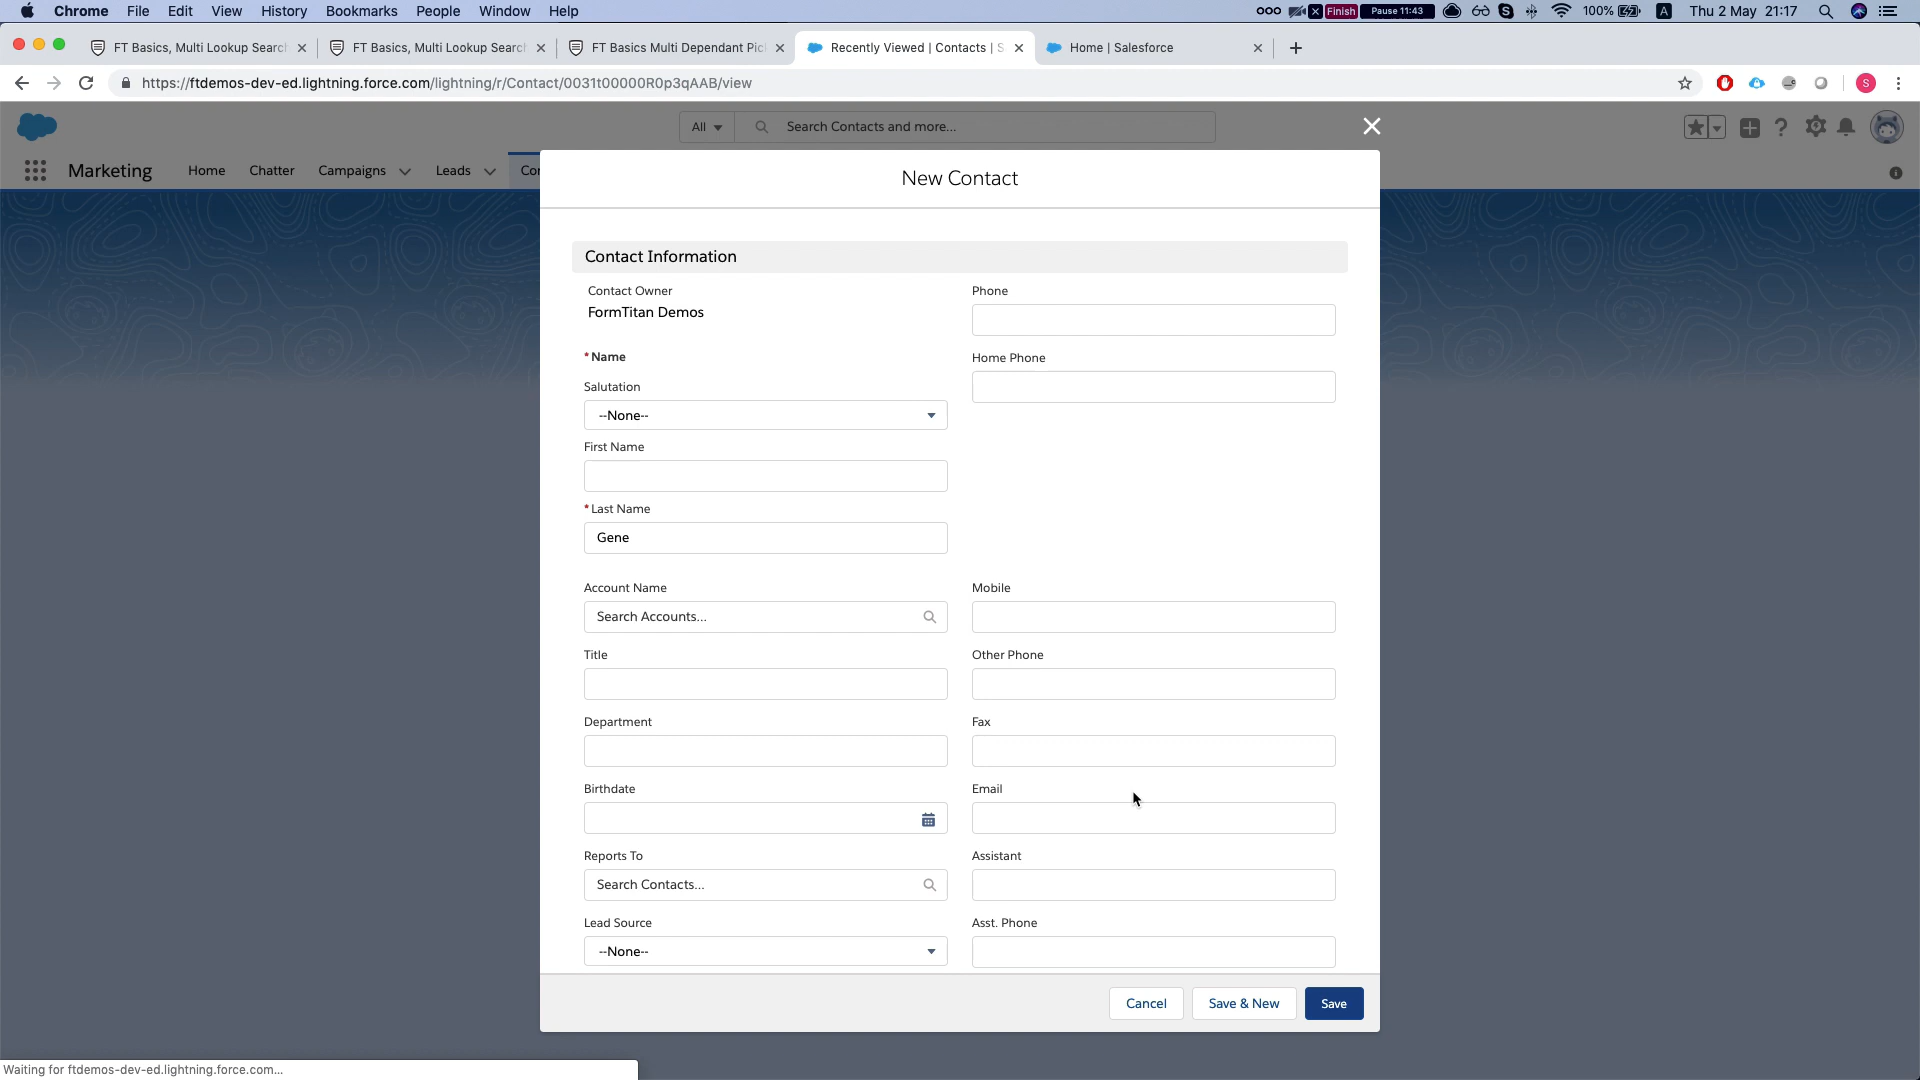 Chrome File Edit View History Bookmarks People Window Help
Finish Pause 11:43 100% A Thu 2 May 21:17
FT Basics, Multi Lookup Search
FT Basics, Multi Lookup Search
FT Basics Multi Dependant Pic
Recently Viewed | Contacts | S
Home | Salesforce
https://ftdemos-dev-ed.lightning.force.com/lightning/r/Contact/0031t00000R0p3qAAB/view
S
All
Search Contacts and more...
Marketing Home Chatter Campaigns Leads Con
New Contact
Contact Information
Contact Owner
FormTitan Demos
Phone
*Name
Home Phone
Salutation
--None--
First Name
*Last Name
Gene
Account Name
Search Accounts...
Mobile
Title
Other Phone
Department
Fax
Birthdate
Email
Reports To
Search Contacts...
Assistant
Lead Source
--None--
Asst. Phone
Cancel
Save & New
Save
Waiting for ftdemos-dev-ed.lightning.force.com...